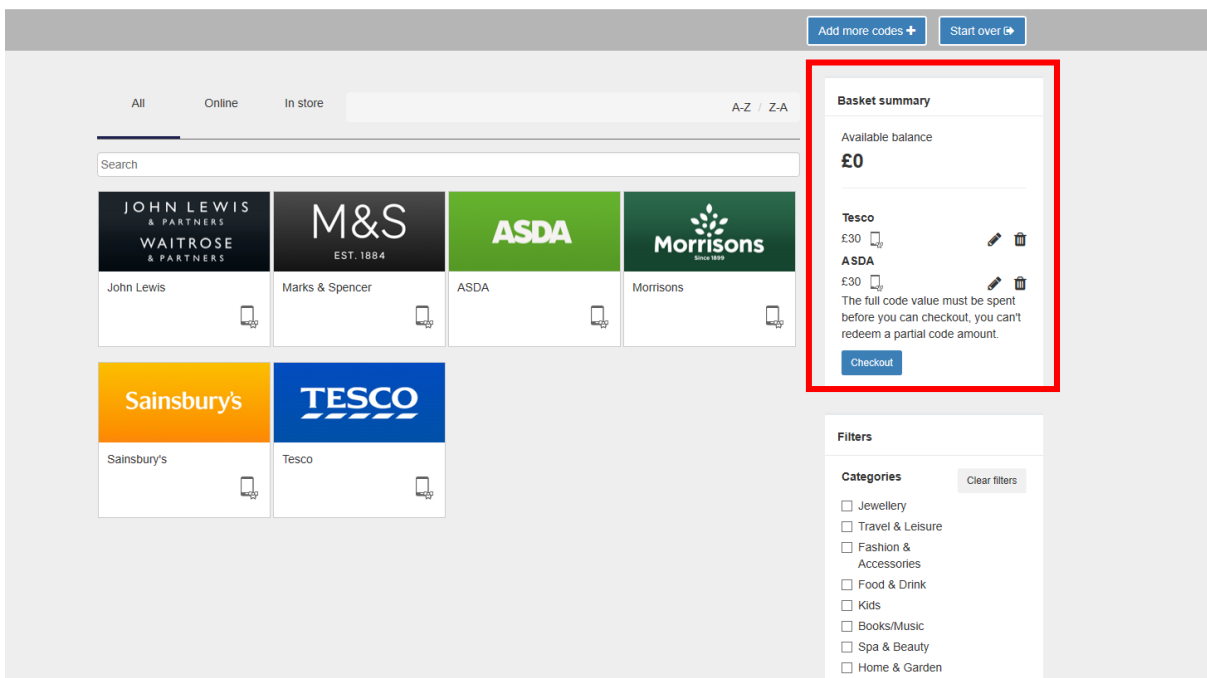 Add more codes
Start over
All
Online
In store
A-Z / Z-A
Search
JOHN LEWIS
& PARTNERS
WAITROSE
& PARTNERS
John Lewis
M&S
EST. 1884
Marks & Spencer
ASDA
ASDA
Morrisons
Since 1899
Morrisons
Sainsbury's
Sainsbury's
TESCO
Tesco
Basket summary
Available balance
£0
Tesco
£30
ASDA
£30
The full code value must be spent
before you can checkout, you can't
redeem a partial code amount.
Checkout
Filters
Categories
Clear filters
Jewellery
Travel & Leisure
Fashion &
Accessories
Food & Drink
Kids
Books/Music
Spa & Beauty
Home & Garden